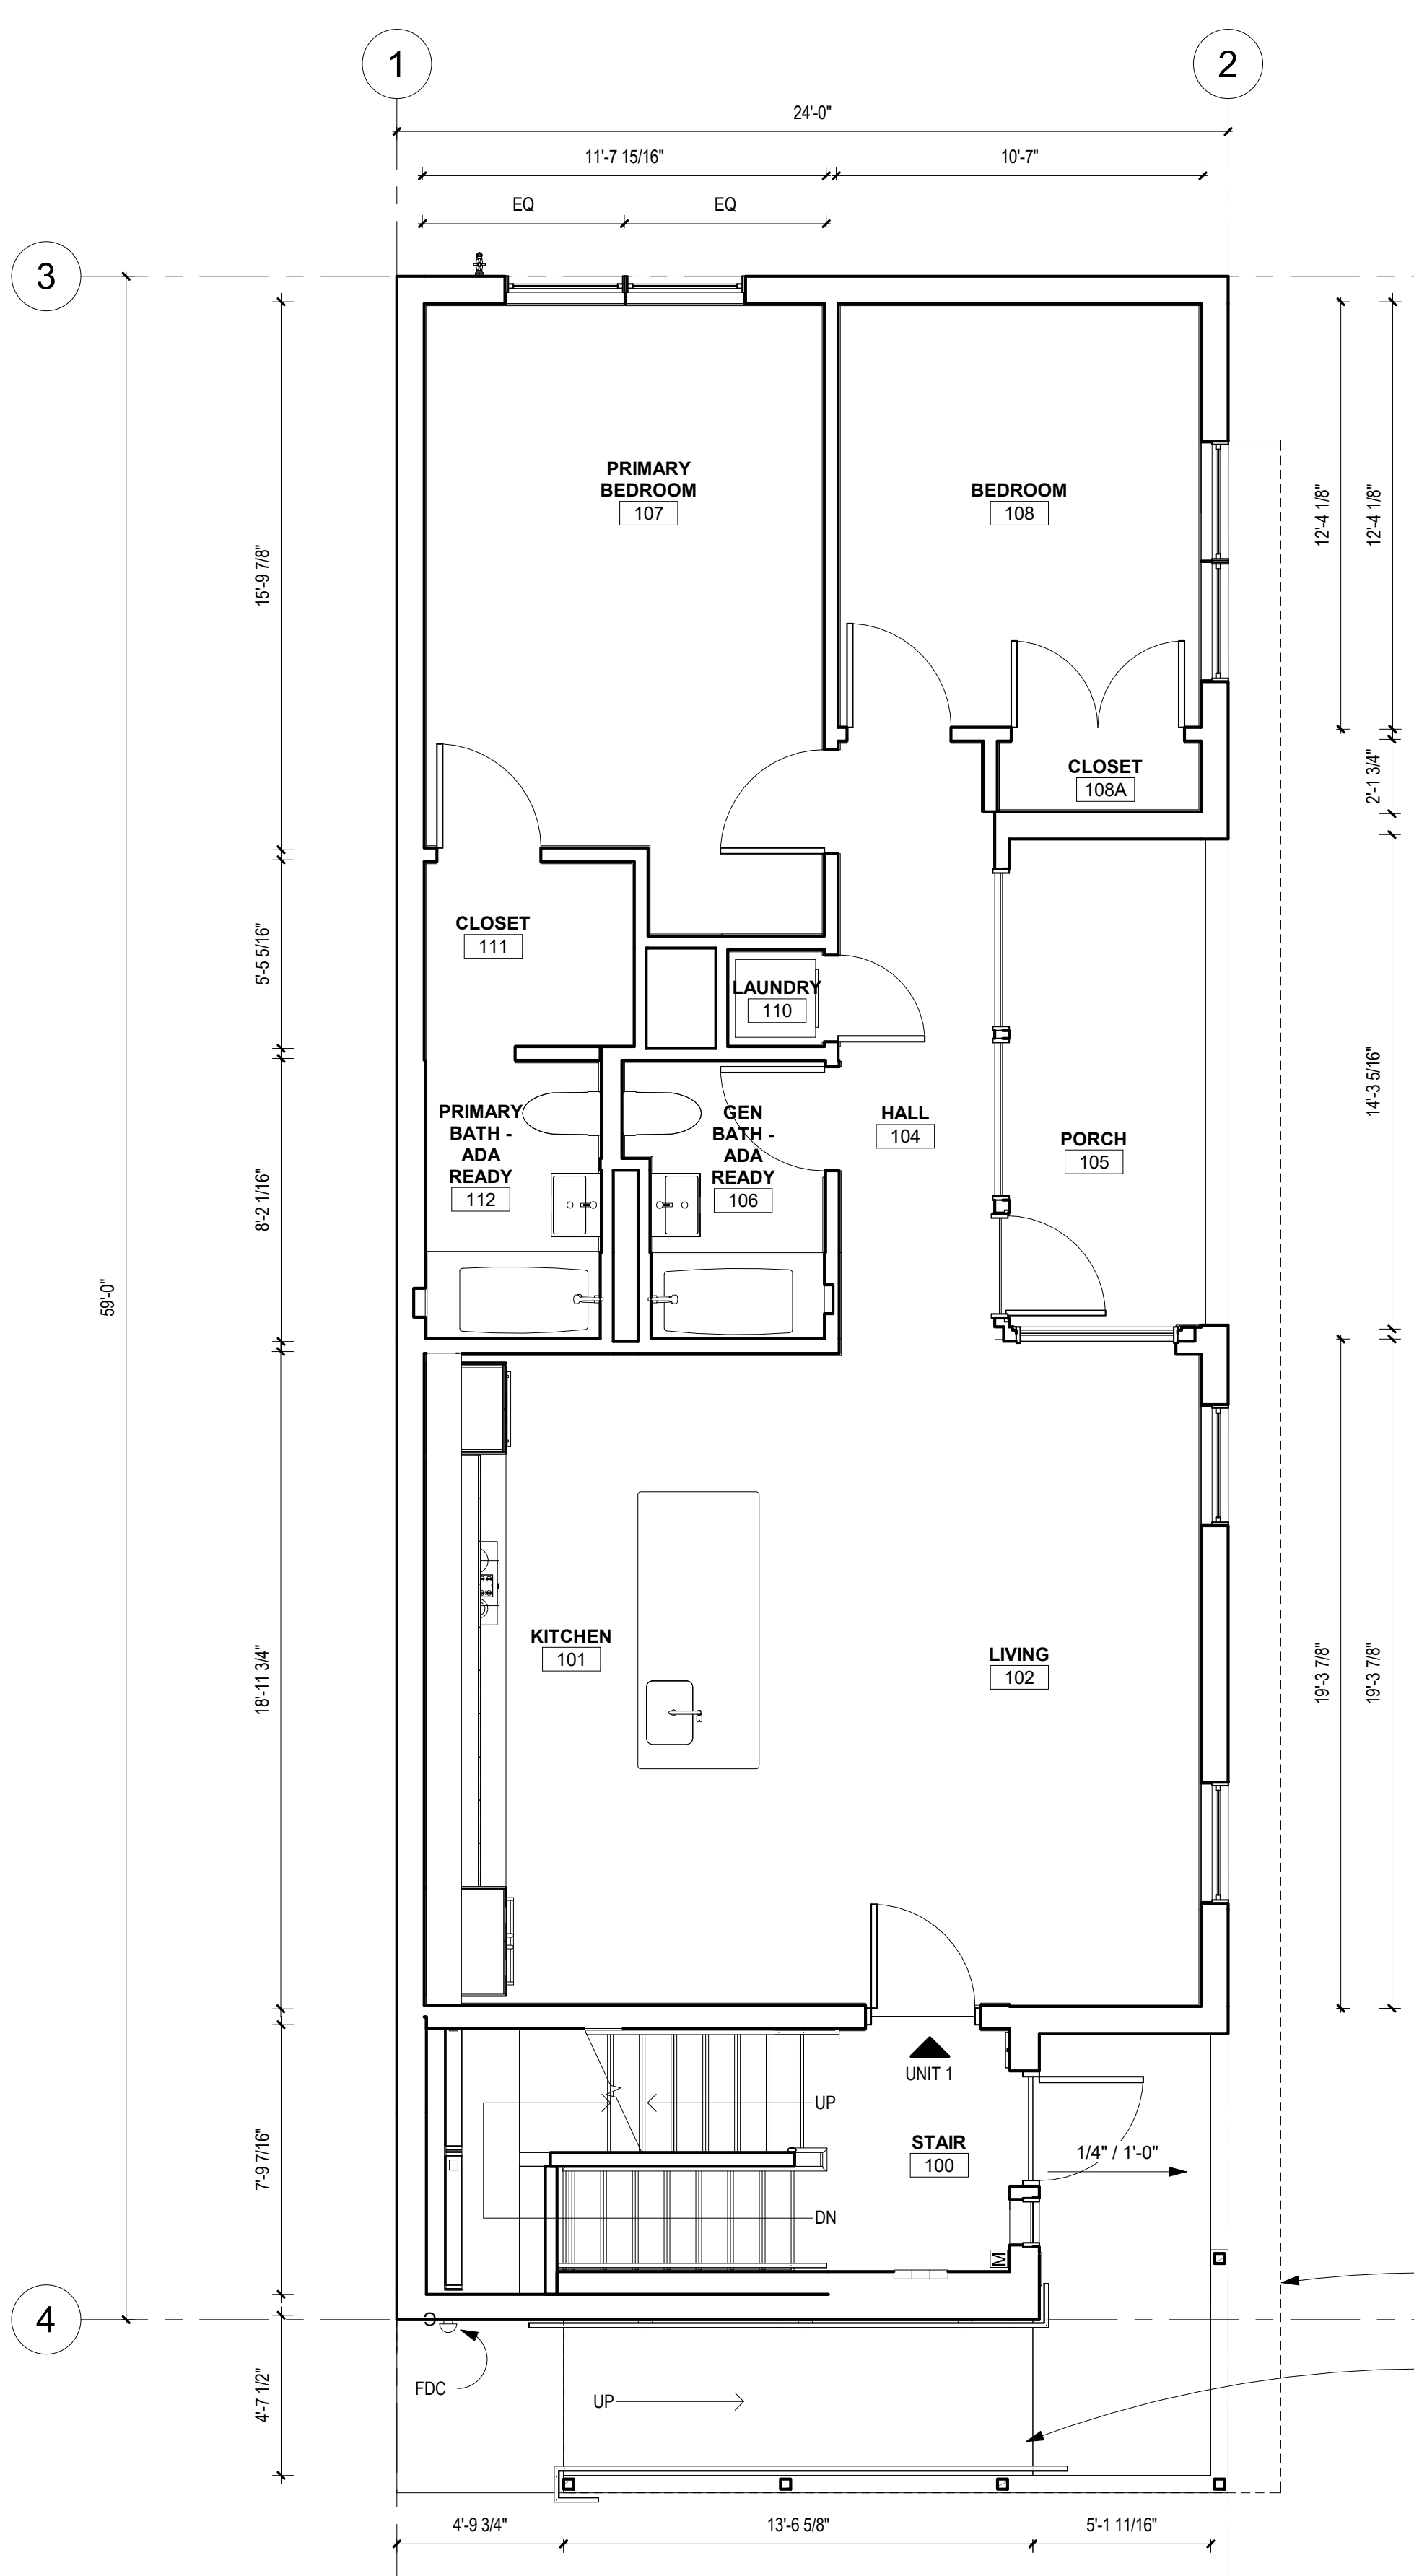 1
2
24'-0"
11'-7 15/16"
10'-7"
EQ
EQ
3
PRIMARY
BEDROOM
107
BEDROOM
108
12'-4 1/8"
12'-4 1/8"
15'-9 7/8"
CLOSET
108A
2'-1 3/4"
CLOSET
111
5'-5 5/16"
LAUNDRY
110
PRIMARY
BATH -
ADA
READY
112
GEN
BATH -
ADA
READY
106
HALL
104
PORCH
105
14'-3 5/16"
8'-2 1/16"
59'-0"
KITCHEN
101
LIVING
102
18'-11 3/4"
19'-3 7/8"
19'-3 7/8"
UNIT 1
UP
STAIR
100
1/4" / 1'-0"
7'-9 7/16"
DN
M
4
FDC
UP
4'-7 1/2"
4'-9 3/4"
13'-6 5/8"
5'-1 11/16"